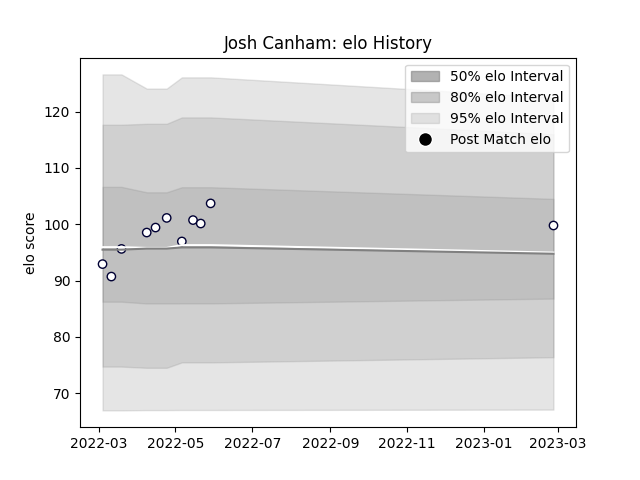 Josh Canham: elo History
50% elo Interval
80% elo Interval
95% elo Interval
Post Match elo
elo score
120
110
100
90
80
70
2022-03 2022-05 2022-07 2022-09 2022-11 2023-01 2023-03